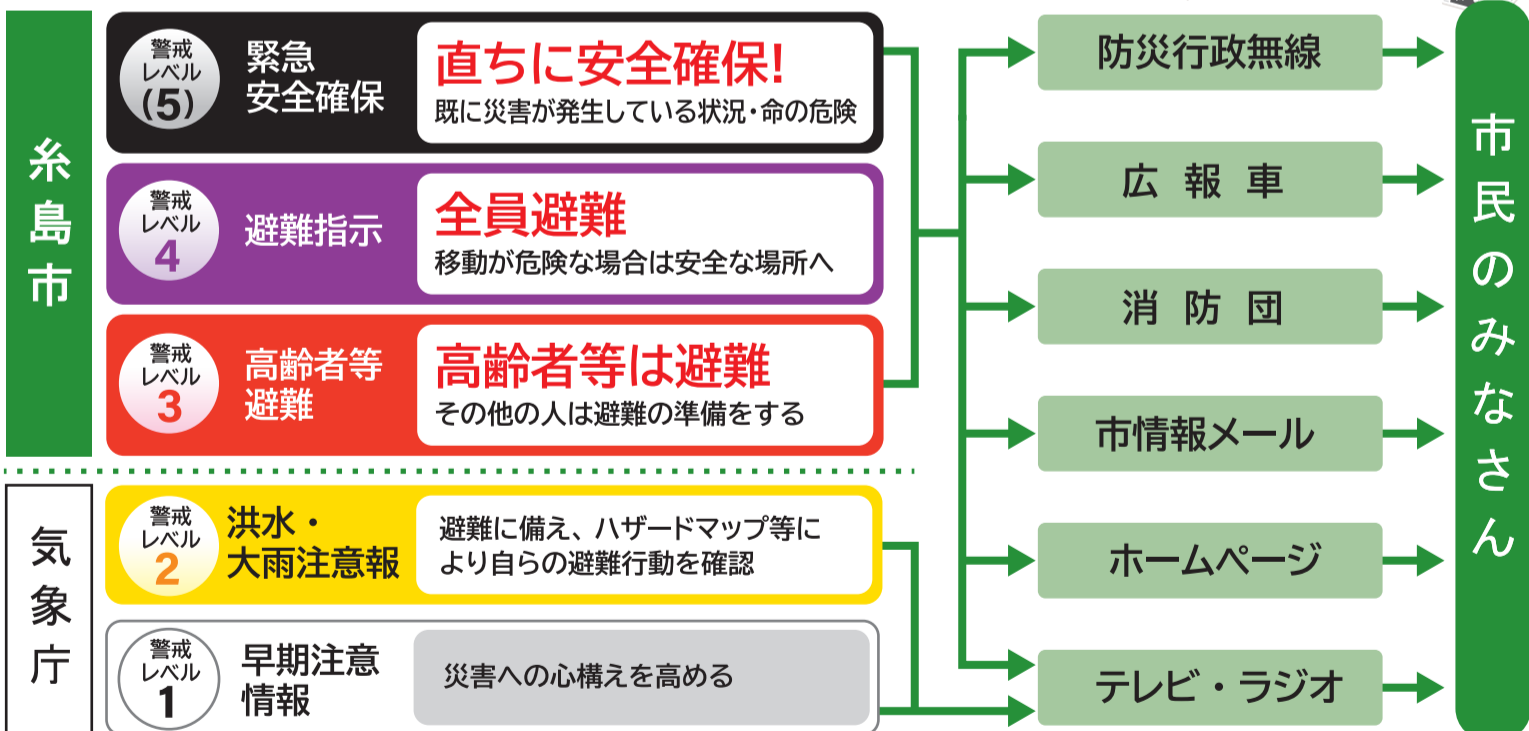 糸島市
警戒
レベル
(5)
緊急
安全確保
直ちに安全確保!
既に災害が発生している状況・命の危険
警戒
レベル
4
避難指示
全員避難
移動が危険な場合は安全な場所へ
警戒
レベル
3
高齢者等
避難
高齢者等は避難
その他の人は避難の準備をする
気象庁
警戒
レベル
2
洪水・
大雨注意報
避難に備え、ハザードマップ等に
より自らの避難行動を確認
警戒
レベル
1
早期注意
情報
災害への心構えを高める
防災行政無線
広報車
消防団
市情報メール
ホームページ
テレビ・ラジオ
市民のみなさん